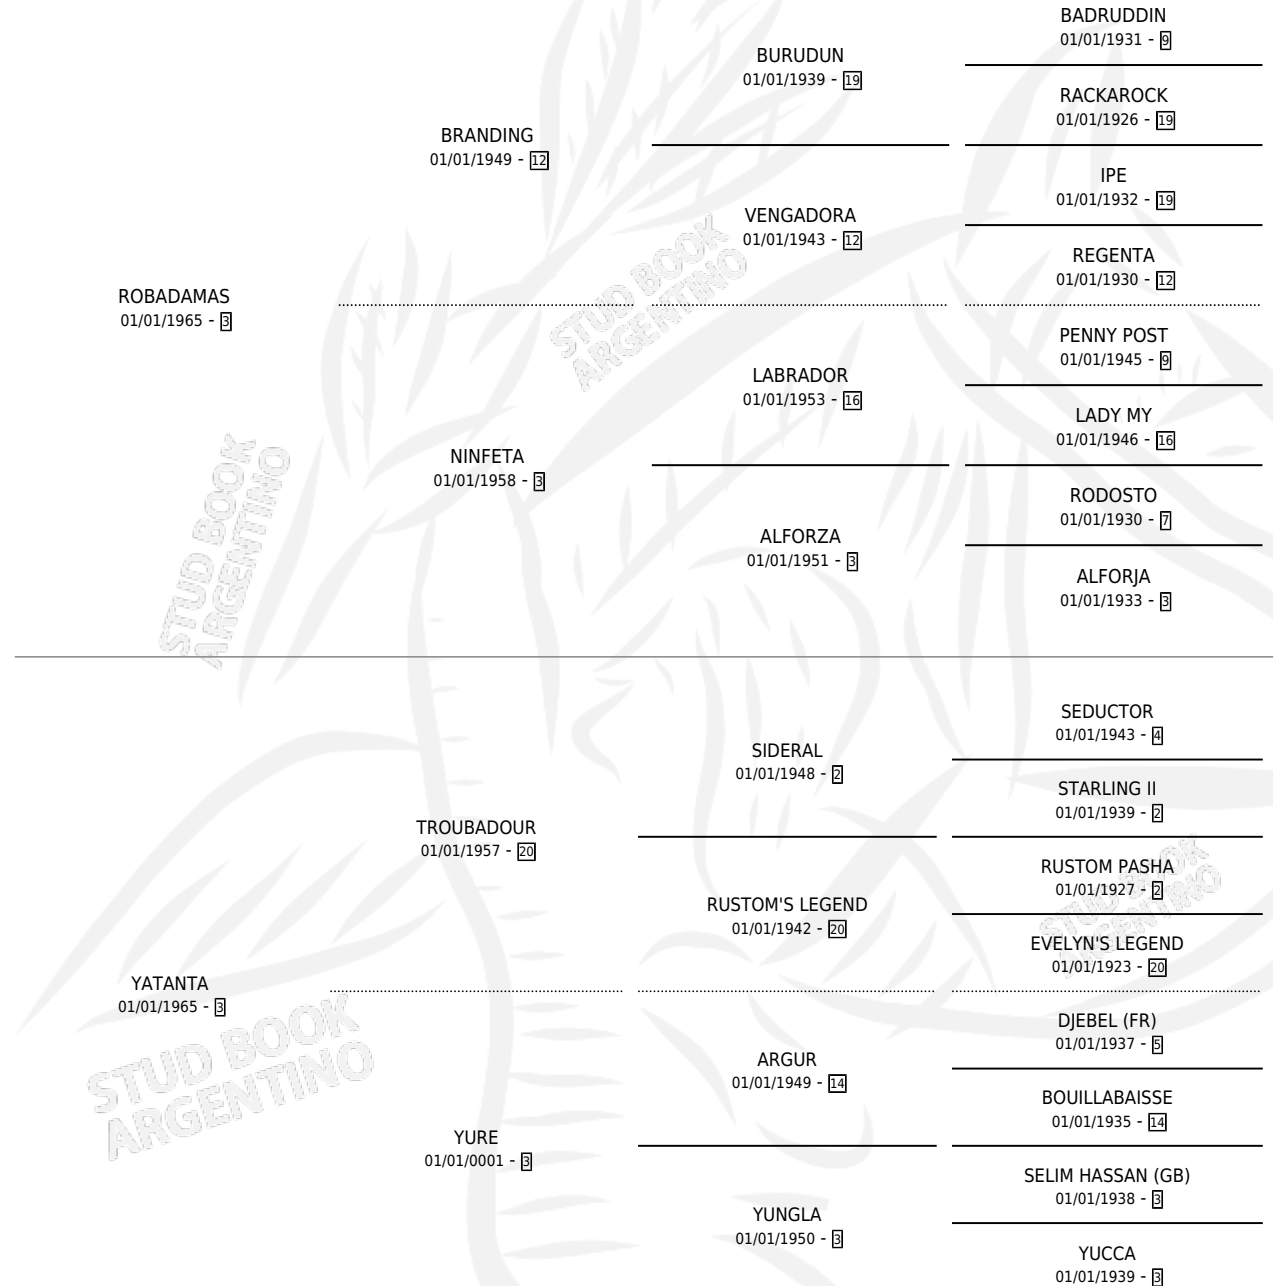 BADRUDDIN
01/01/1931 - 9
BURUDUN
01/01/1939 - 19
RACKAROCK
01/01/1926 - 19
BRANDING
01/01/1949 - 12
IPE
01/01/1932 - 19
VENGADORA
01/01/1943 - 12
REGENTA
01/01/1930 - 12
ROBADAMAS
01/01/1965 - 3
PENNY POST
01/01/1945 - 9
LABRADOR
01/01/1953 - 16
LADY MY
01/01/1946 - 16
NINFETA
01/01/1958 - 3
RODOSTO
01/01/1930 - 7
ALFORZA
01/01/1951 - 3
ALFORJA
01/01/1933 - 3
SEDUCTOR
01/01/1943 - 4
SIDERAL
01/01/1948 - 2
STARLING II
01/01/1939 - 2
TROUBADOUR
01/01/1957 - 20
RUSTOM PASHA
01/01/1927 - 2
RUSTOM'S LEGEND
01/01/1942 - 20
EVELYN'S LEGEND
01/01/1923 - 20
YATANTA
01/01/1965 - 3
DJEBEL (FR)
01/01/1937 - 5
ARGUR
01/01/1949 - 14
BOUILLABAISSE
01/01/1935 - 14
YURE
01/01/0001 - 3
SELIM HASSAN (GB)
01/01/1938 - 3
YUNGLA
01/01/1950 - 3
YUCCA
01/01/1939 - 3
STUD BOOK
ARGENTINO
STUD BOOK
ARGENTINO
STUD BOOK
ARGENTINO
STUD BOOK
ARGENTINO